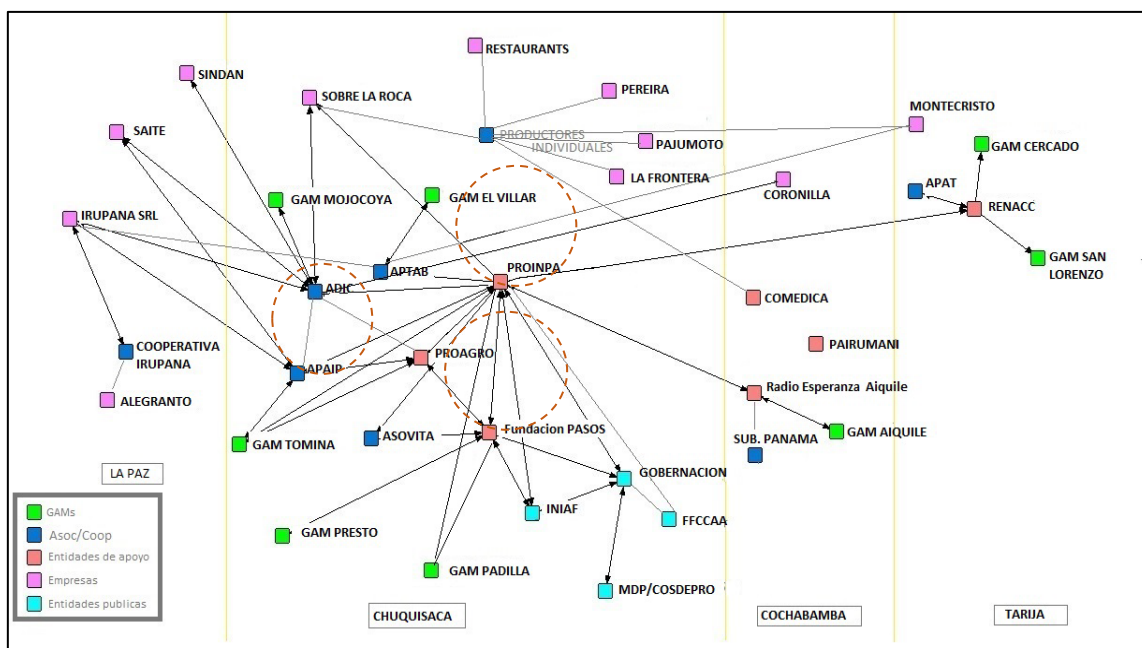 RESTAURANTS
SINDAN
SOBRE LA ROCA
PEREIRA
MONTECRISTO
SAITE
PRODUCTORES
INDIVIDUALES
PAJUMOTO
GAM CERCADO
LA FRONTERA
CORONILLA
APAT
GAM MOJOCOYA
GAM EL VILLAR
RENACC
IRUPANA SRL
APTAB
PROINPA
GAM SAN
LORENZO
ADIC
COMEDICA
COOPERATIVA
IRUPANA
PROAGRO
PAIRUMANI
APAIP
Radio Esperanza Aiquile
ALEGRANTO
GAM TOMINA
ASOVITA
Fundacion PASOS
SUB. PANAMA
GAM AIQUILE
LA PAZ
GOBERNACION
GAMs
Asoc/Coop
Entidades de apoyo
Empresas
Entidades publicas
INIAF
FFCCAA
GAM PRESTO
GAM PADILLA
MDP/COSDEPRO
CHUQUISACA
COCHABAMBA
TARIJA